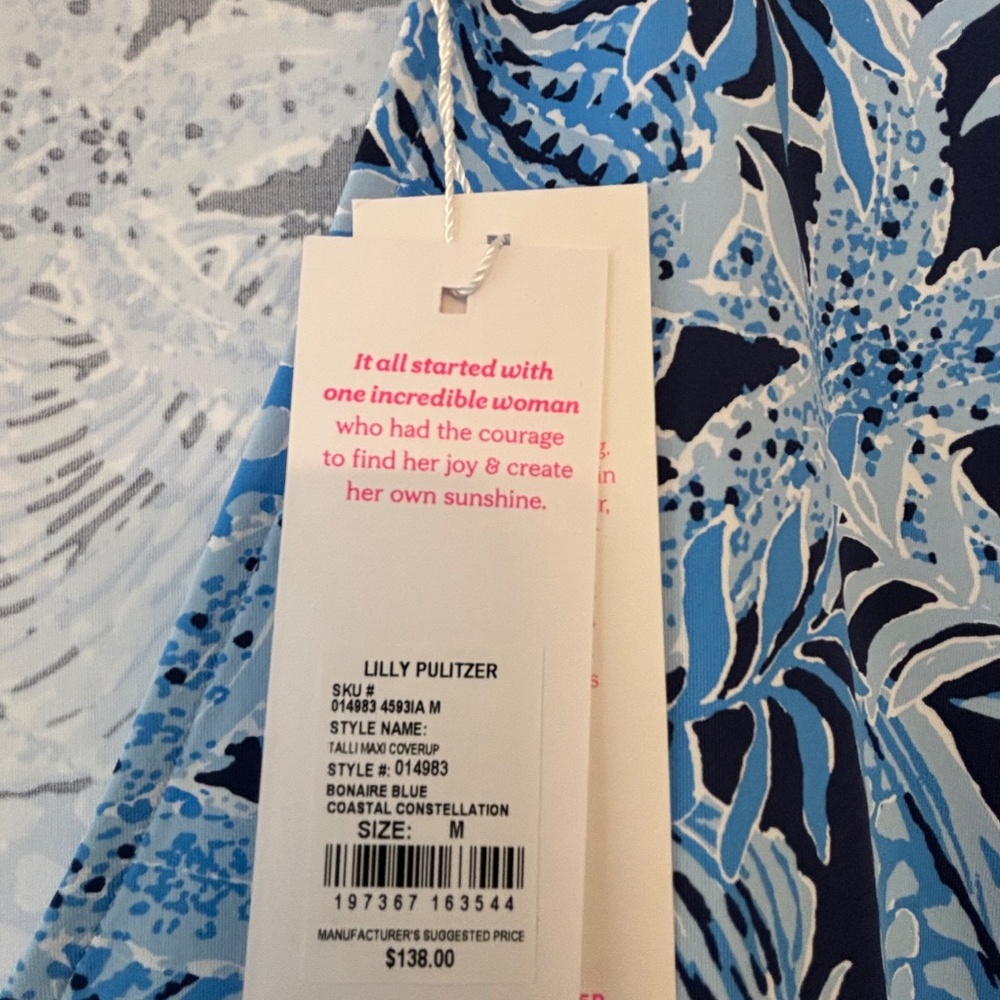 It all started with
one incredible woman
who had the courage
to find her joy & create
her own sunshine.
LILLY PULITZER
SKU #
014983 4593IA M
STYLE NAME:
TALLI MAXI COVERUP
STYLE #: 014983
BONAIRE BLUE
COASTAL CONSTELLATION
SIZE: M
197367 163544
MANUFACTURER'S SUGGESTED PRICE
$138.00